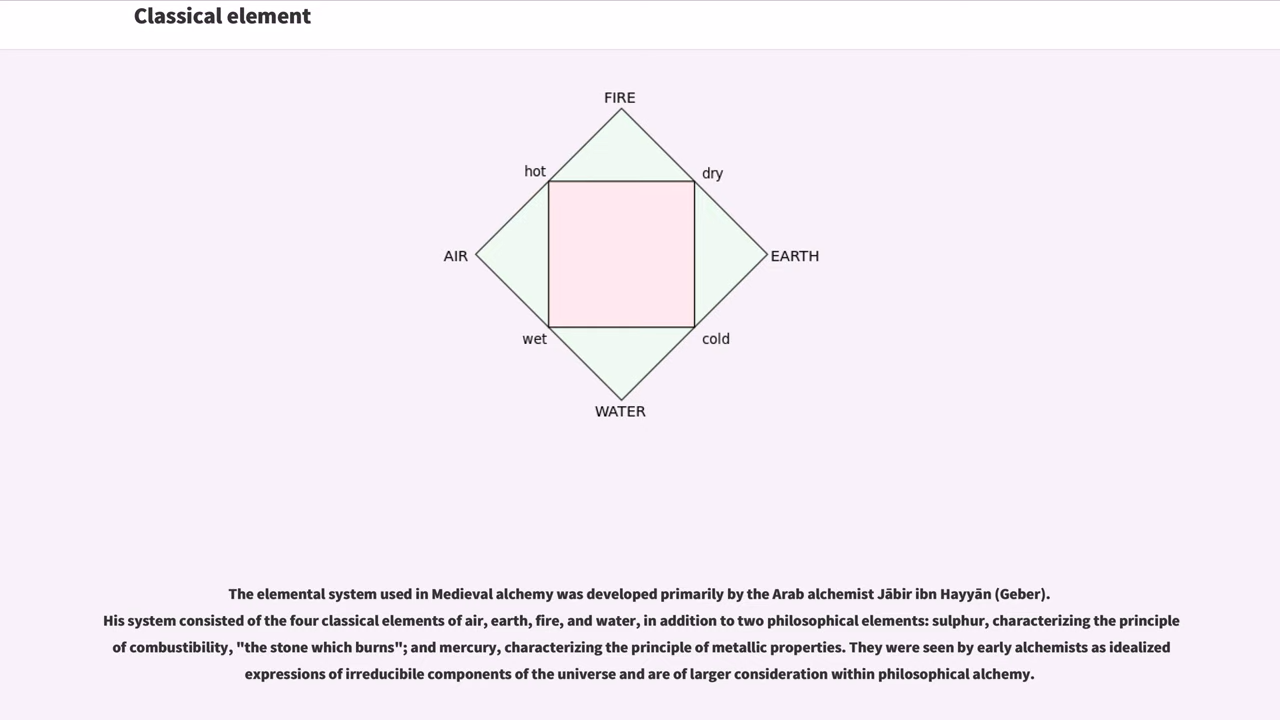 Classical element
FIRE
hot
dry
AIR
EARTH
wet
cold
WATER
The elemental system used in Medieval alchemy was developed primarily by the Arab alchemist Jābir ibn Hayyān (Geber).
His system consisted of the four classical elements of air, earth, fire, and water, in addition to two philosophical elements: sulphur, characterizing the principle
of combustibility, "the stone which burns"; and mercury, characterizing the principle of metallic properties. They were seen by early alchemists as idealized
expressions of irreducibile components of the universe and are of larger consideration within philosophical alchemy.